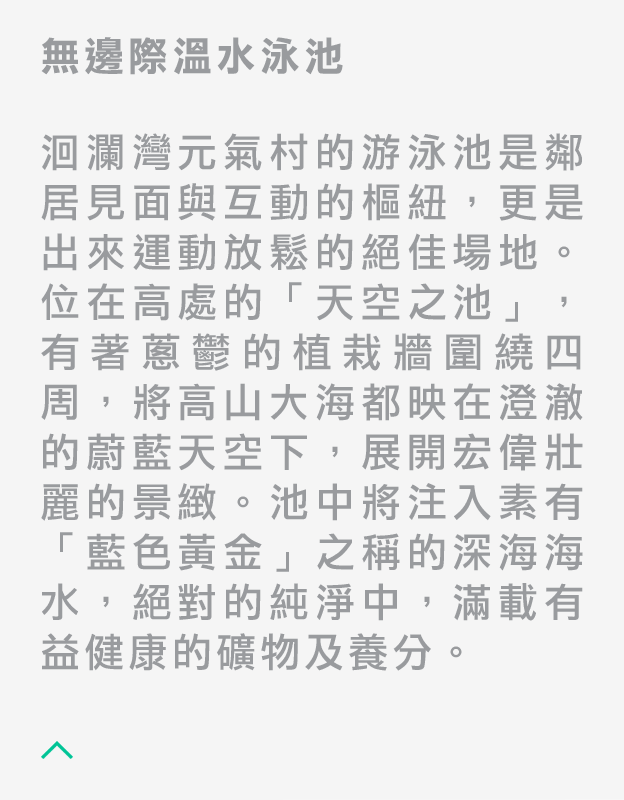 無邊際溫水泳池
洄瀾灣元氣村的游泳池是鄰
居見面與互動的樞紐，更是
出來運動放鬆的絕佳場地。
位在高處的「天空之池」，
有著蔥鬱的植栽牆圍繞四
周，將高山大海都映在澄澈
的蔚藍天空下，展開宏偉壯
麗的景緻。池中將注入素有
「藍色黃金」之稱的深海海
水，絕對的純淨中，滿載有
益健康的礦物及養分。